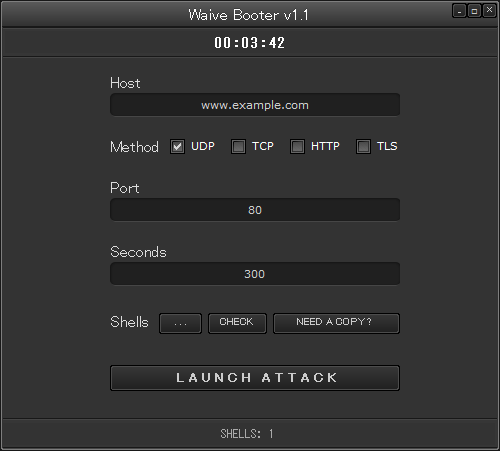 Waive Booter v1.1
00:03:42
Host
www.example.com
Method UDP TCP HTTP TLS
Port
80
Seconds
300
Shells ... CHECK NEED A COPY?
LAUNCH ATTACK
SHELLS: 1